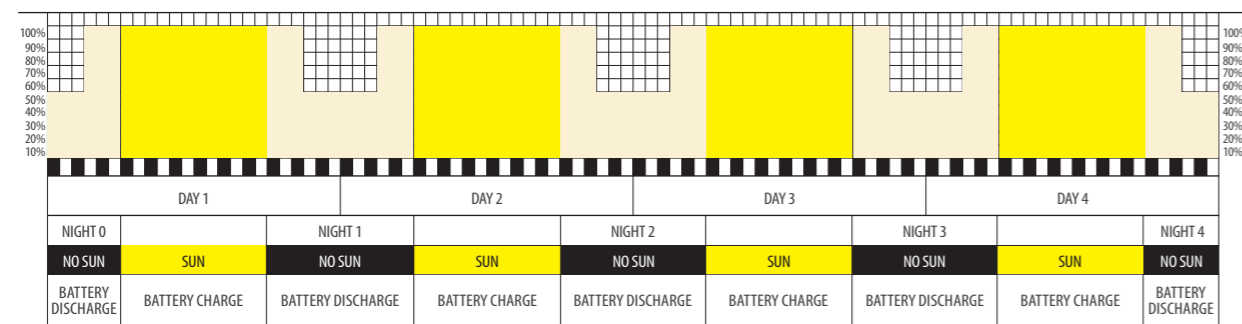 100% 100%
90% 90%
80% 80%
70% 70%
60% 60%
50% 50%
40% 40%
30% 30%
20% 20%
10% 10%
DAY 1 DAY 2 DAY 3 DAY 4
NIGHT 0 NIGHT 1 NIGHT 2 NIGHT 3 NIGHT 4
NO SUN SUN NO SUN SUN NO SUN SUN NO SUN SUN NO SUN
BATTERY DISCHARGE BATTERY CHARGE BATTERY DISCHARGE BATTERY CHARGE BATTERY DISCHARGE BATTERY CHARGE BATTERY DISCHARGE BATTERY CHARGE BATTERY DISCHARGE